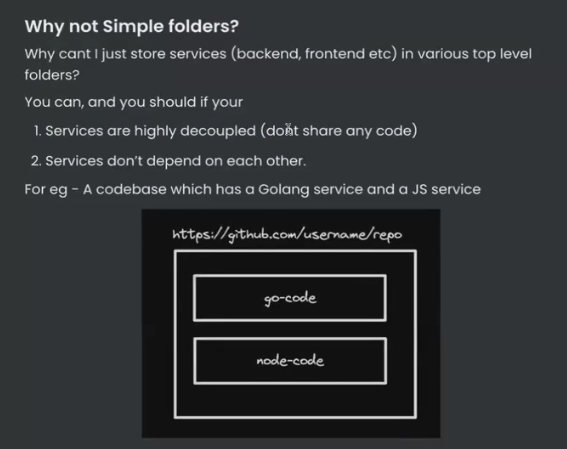 Why not Simple folders?
Why cant I just store services (backend, frontend etc) in various top level
folders?
You can, and you should if your
1. Services are highly decoupled (dont share any code)
2. Services don't depend on each other.
For eg - A codebase which has a Golang service and a JS service
https://github.com/username/repo
go-code
node-code